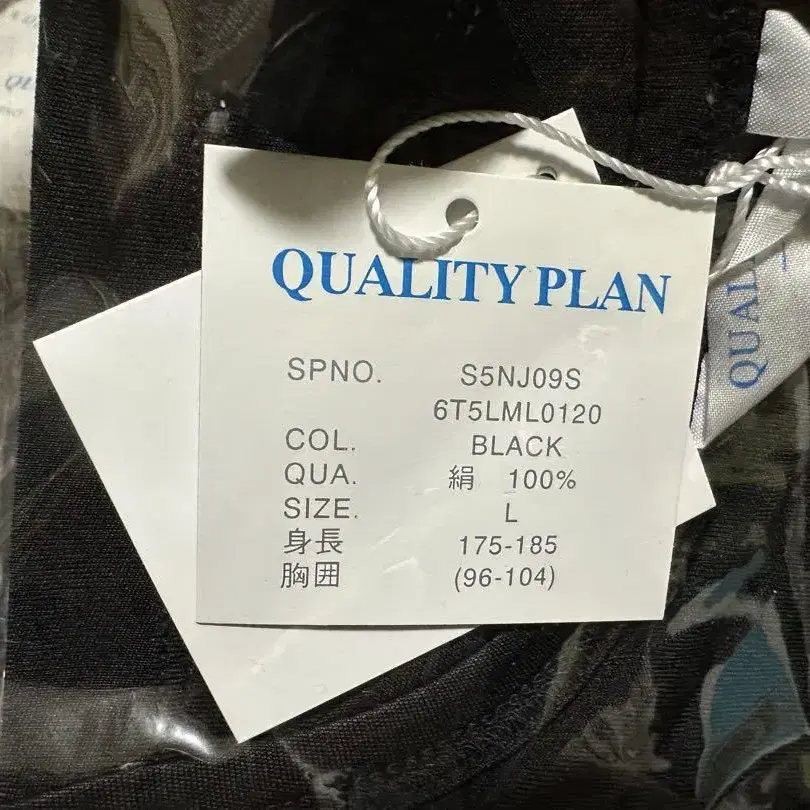 QUALITY PLAN
SPNO. S5NJ09S
6T5LML0120
COL. BLACK
QUA. 絹 100%
SIZE. L
身長 175-185
胸囲 (96-104)
QUAL